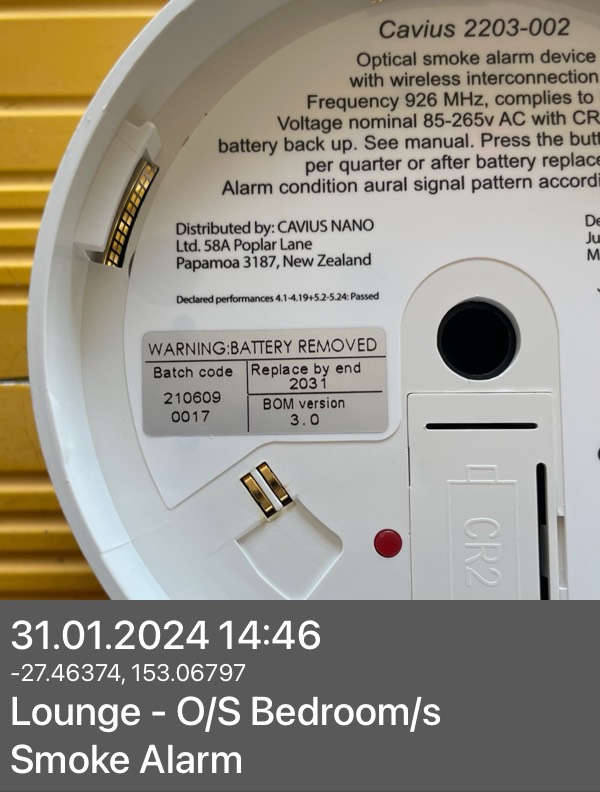 Cavius 2203-002
Optical smoke alarm device
with wireless interconnection
Frequency 926 MHz, complies to
Voltage nominal 85-265v AC with CR
battery back up. See manual. Press the butt
per quarter or after battery replace
Alarm condition aural signal pattern accordi
Distributed by: CAVIUS NANO
Ltd. 58A Poplar Lane
Papamoa 3187, New Zealand
De
Ju
M
Declared performances 4.1-4.19+5.2-5.24: Passed
WARNING:BATTERY REMOVED
Batch code
210609
0017
Replace by end
2031
BOM version
3.0
CR2
31.01.2024 14:46
-27.46374, 153.06797
Lounge - O/S Bedroom/s
Smoke Alarm